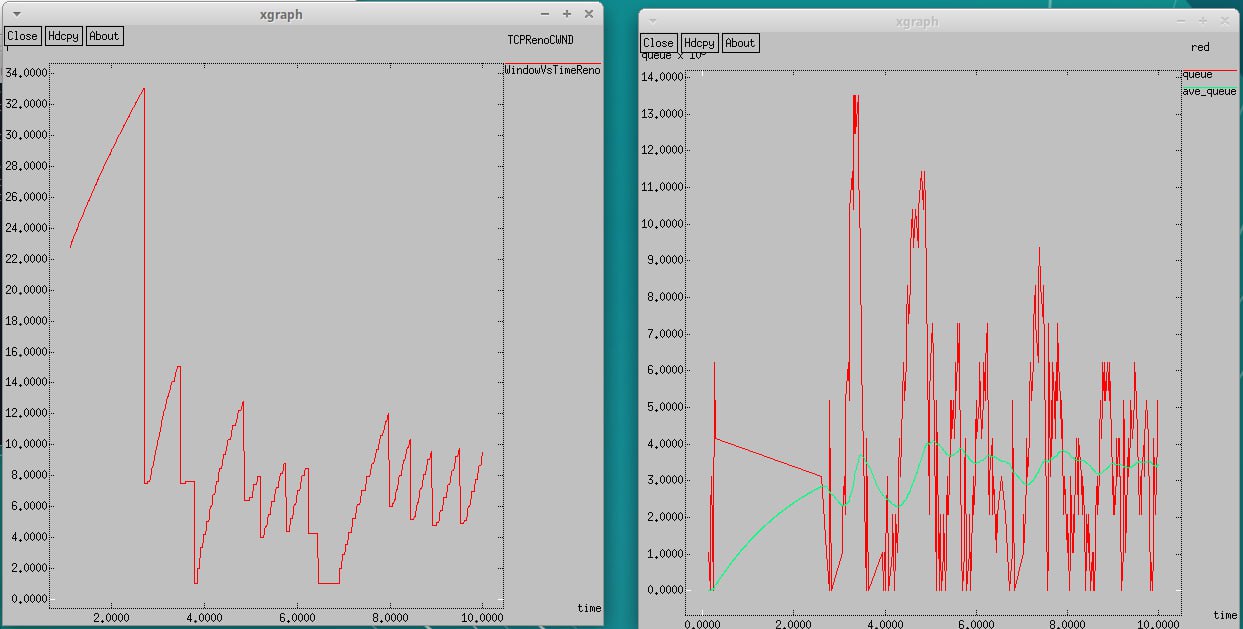 xgraph
Close Hdcpy About
TCPRenoCWND
WindowVsTimeReno
34.0000
32.0000
30.0000
28.0000
26.0000
24.0000
22.0000
20.0000
18.0000
16.0000
14.0000
12.0000
10.0000
8.0000
6.0000
4.0000
2.0000
0.0000
time
2.0000 4.0000 6.0000 8.0000 10.0000
xgraph
Close Hdcpy About
queue x 10
red
queue
ave_queue
14.0000
13.0000
12.0000
11.0000
10.0000
9.0000
8.0000
7.0000
6.0000
5.0000
4.0000
3.0000
2.0000
1.0000
0.0000
time
0.0000 2.0000 4.0000 6.0000 8.0000 10.0000